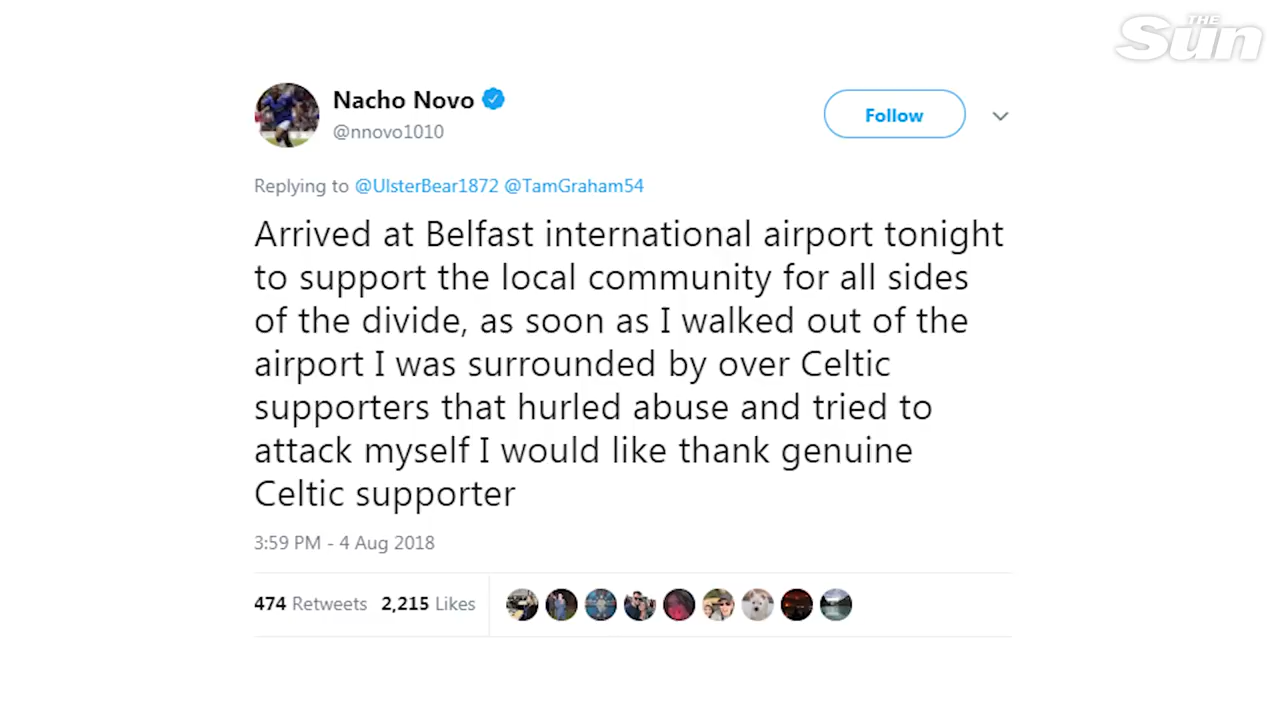 THE
Sun
Nacho Novo
@nnovo1010
Follow
Replying to @UlsterBear1872 @TamGraham54
Arrived at Belfast international airport tonight
to support the local community for all sides
of the divide, as soon as I walked out of the
airport I was surrounded by over Celtic
supporters that hurled abuse and tried to
attack myself I would like thank genuine
Celtic supporter
3:59 PM - 4 Aug 2018
474 Retweets 2,215 Likes